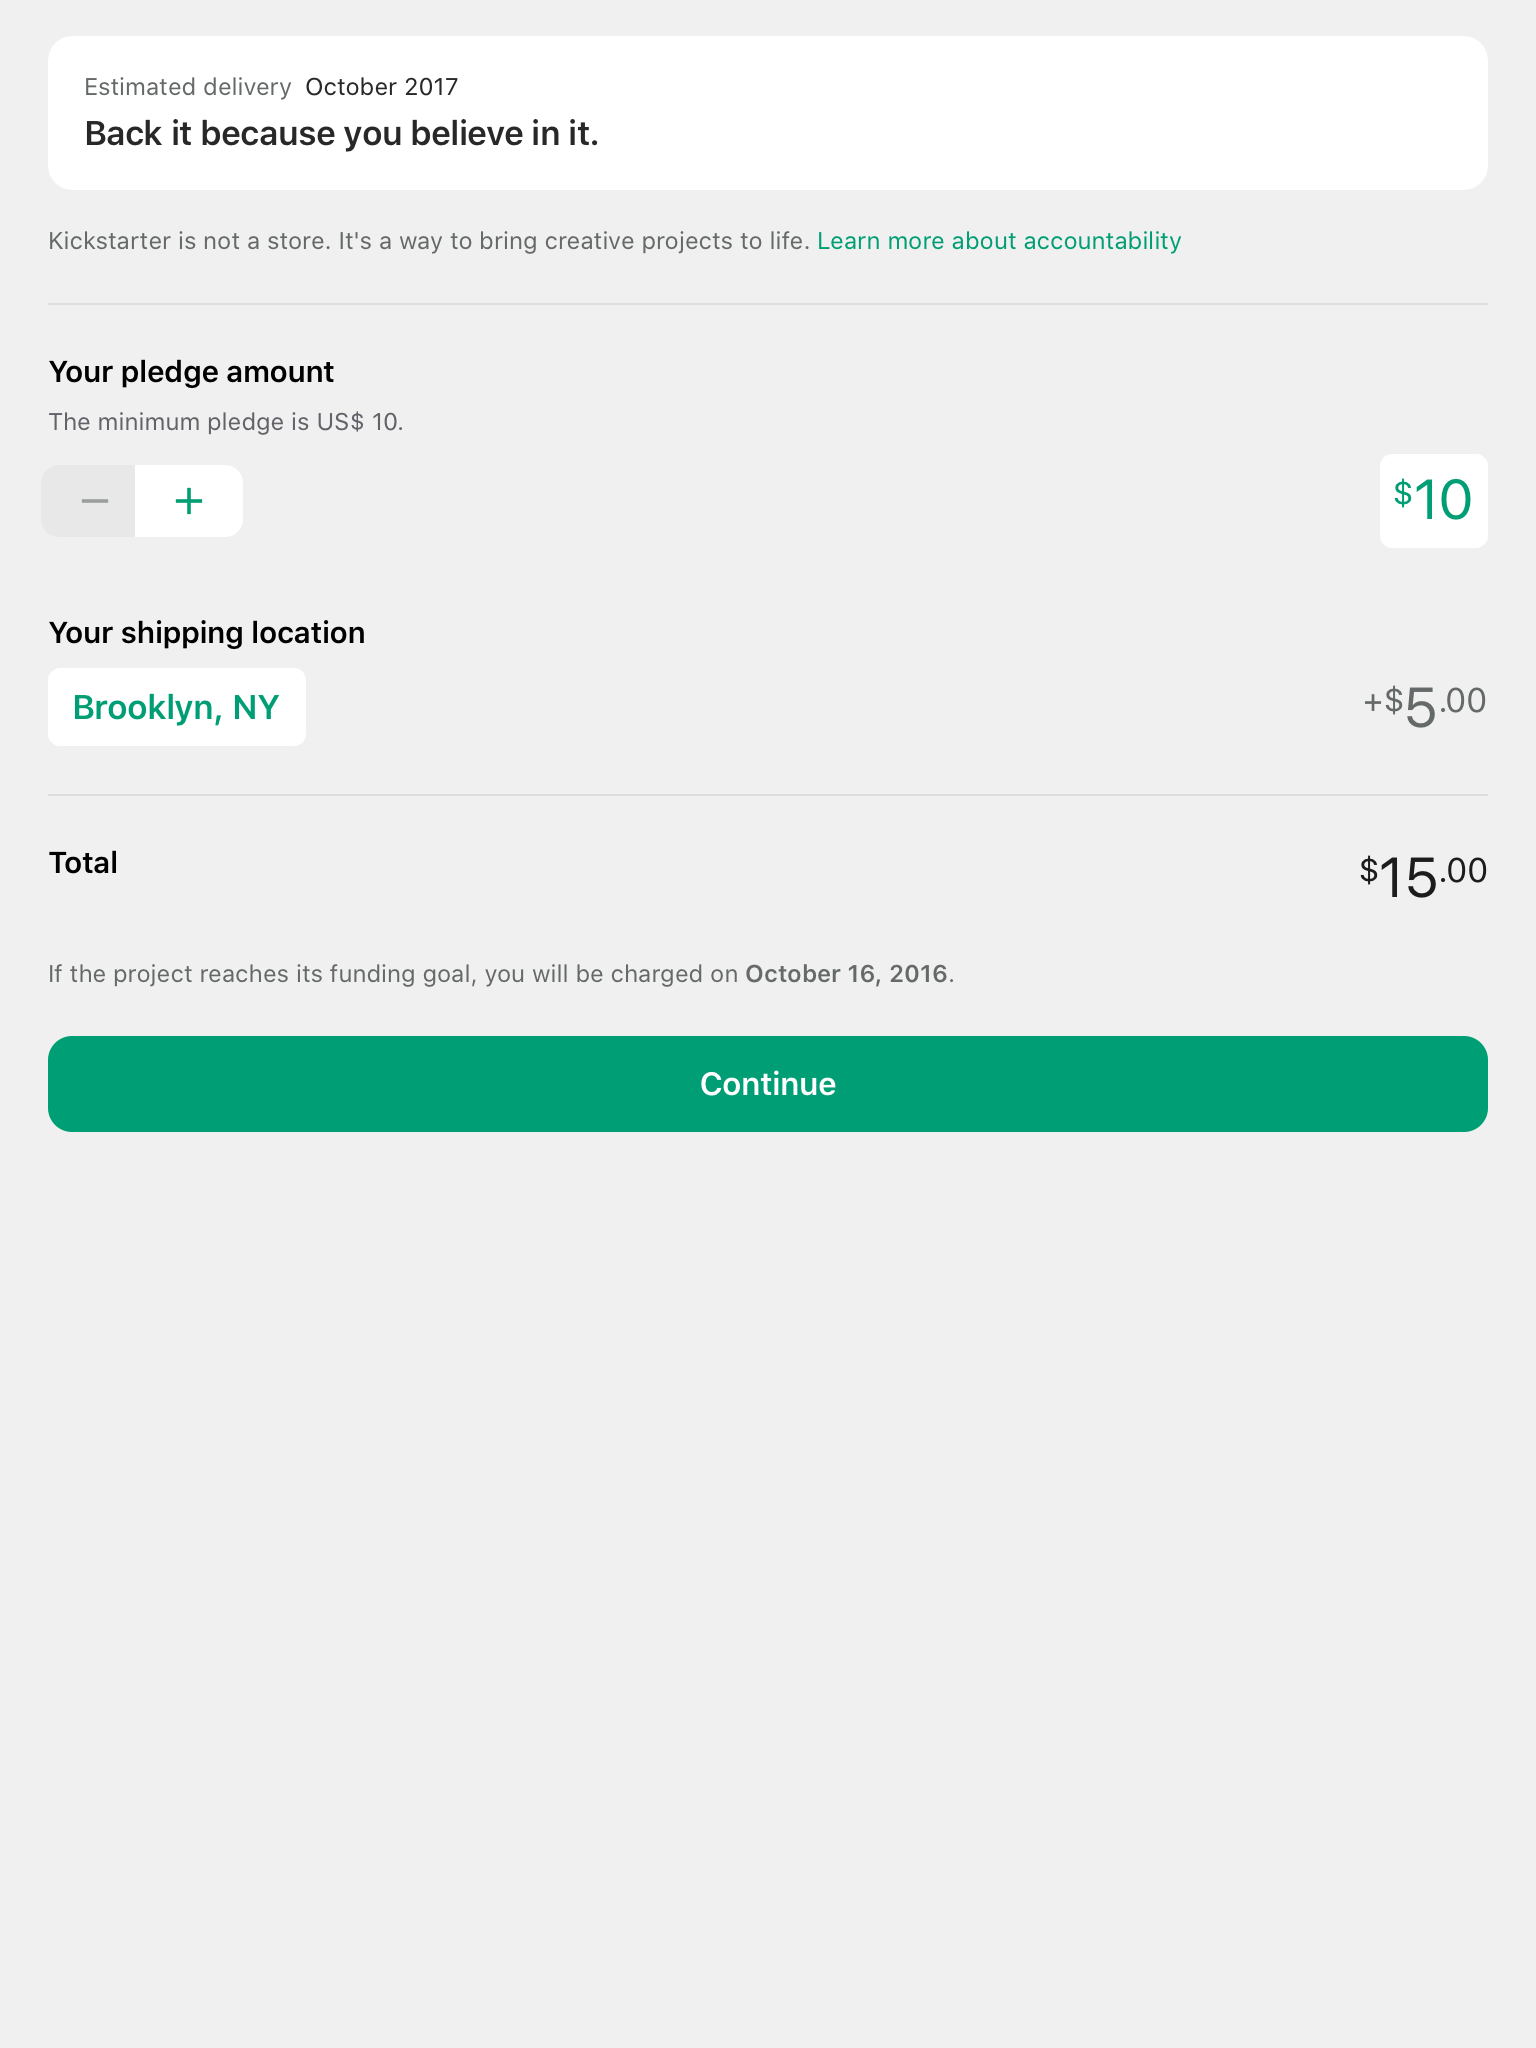 Estimated delivery October 2017
Back it because you believe in it.
Kickstarter is not a store. It's a way to bring creative projects to life. Learn more about accountability
Your pledge amount
The minimum pledge is US$ 10.
− +
$10
Your shipping location
Brooklyn, NY
+$5.00
Total
$15.00
If the project reaches its funding goal, you will be charged on October 16, 2016.
Continue